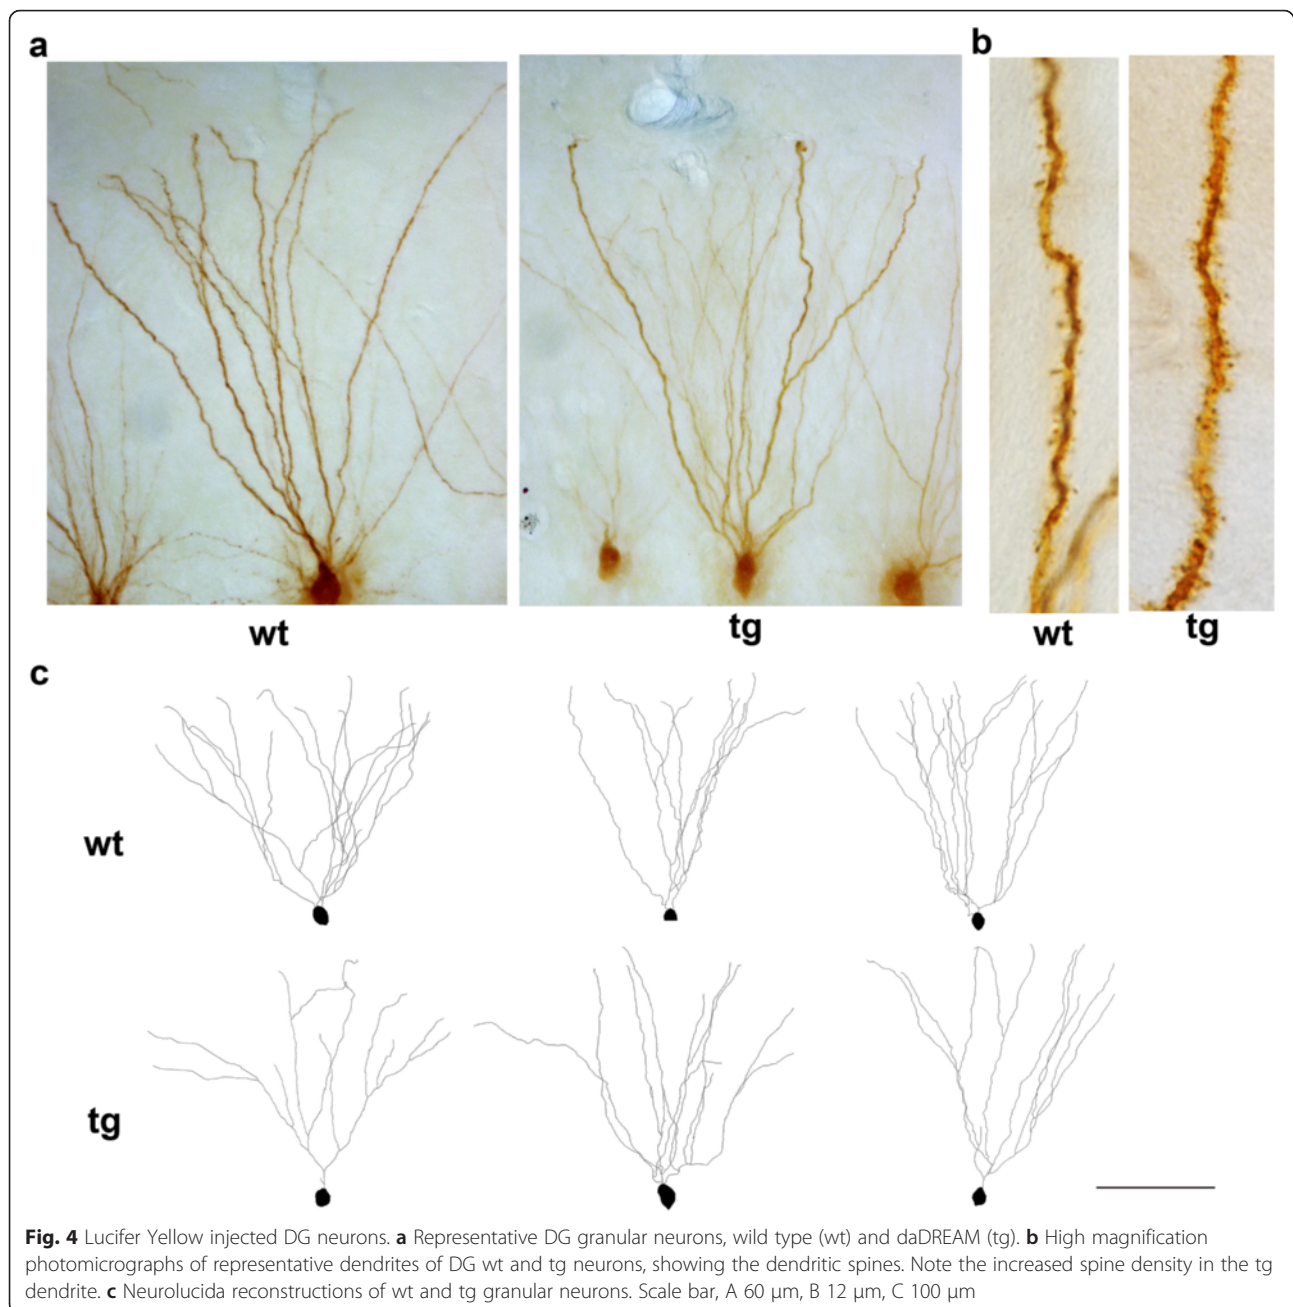 a
b
wt
tg
wt
tg
c
wt
tg
Fig. 4 Lucifer Yellow injected DG neurons. a Representative DG granular neurons, wild type (wt) and daDREAM (tg). b High magnification
photomicrographs of representative dendrites of DG wt and tg neurons, showing the dendritic spines. Note the increased spine density in the tg
dendrite. c Neurolucida reconstructions of wt and tg granular neurons. Scale bar, A 60 μm, B 12 μm, C 100 μm